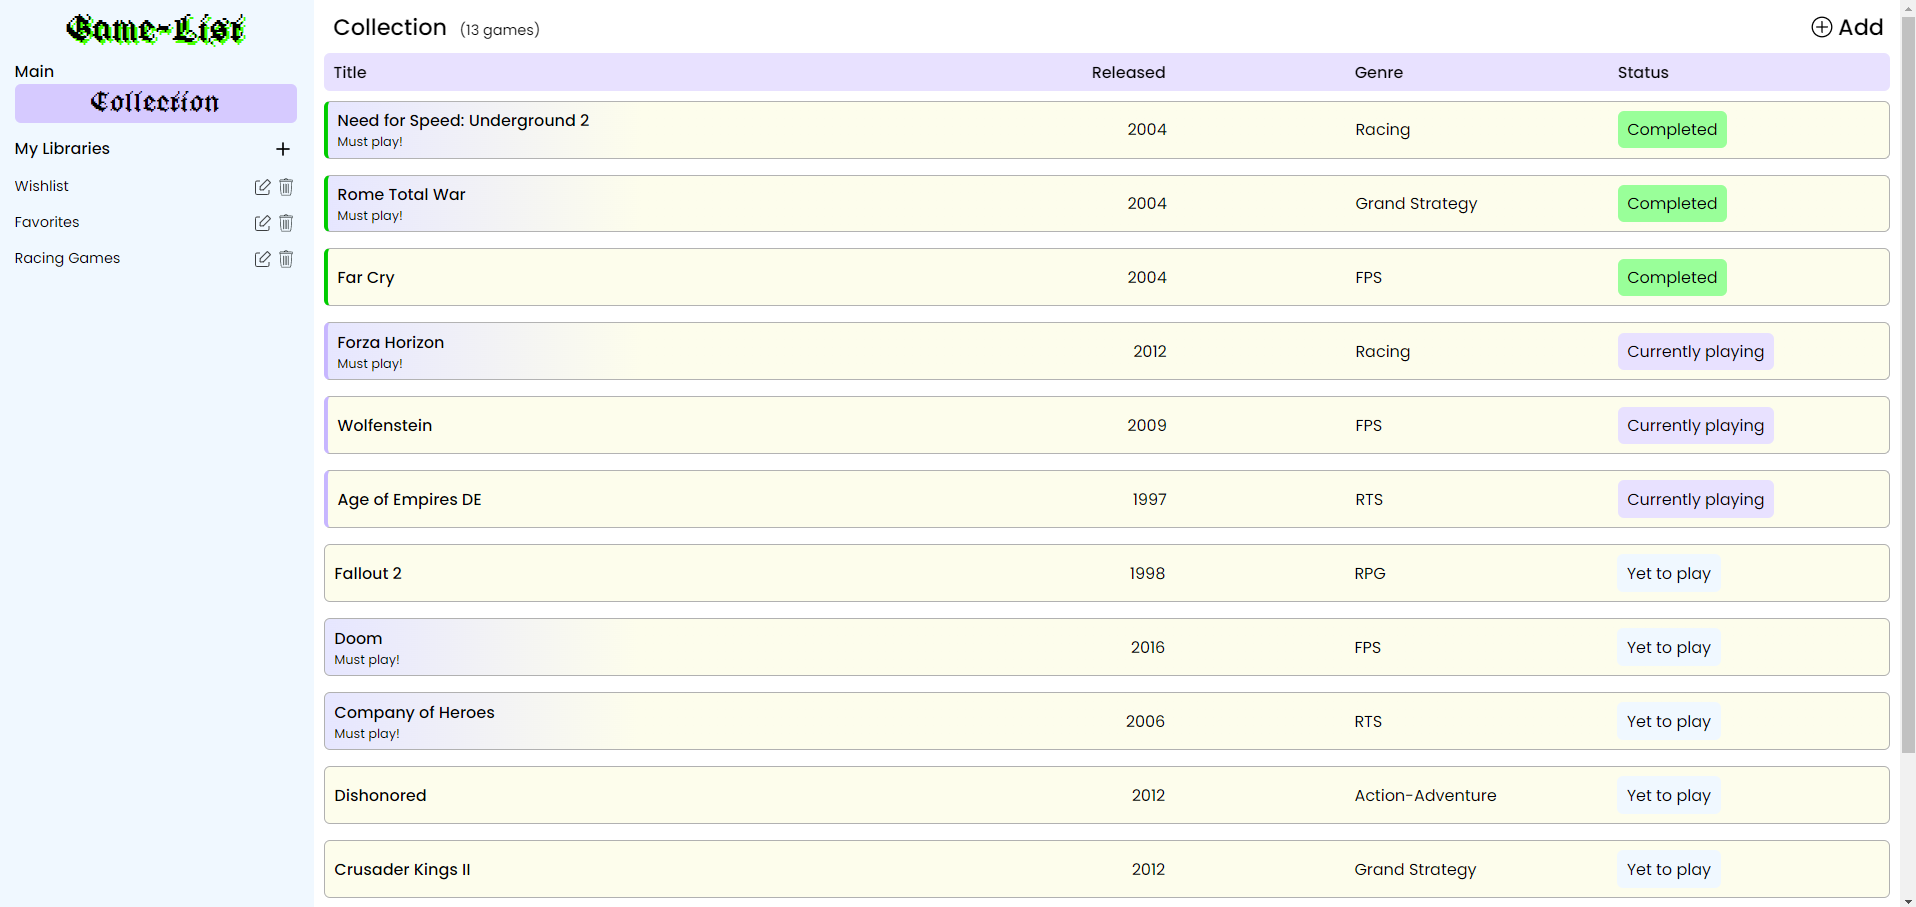 Game-List
Main
Collection
My Libraries
Wishlist
Favorites
Racing Games
Collection (13 games)
Add
Title Released Genre Status
Need for Speed: Underground 2
Must play!
2004 Racing Completed
Rome Total War
Must play!
2004 Grand Strategy Completed
Far Cry 2004 FPS Completed
Forza Horizon
Must play!
2012 Racing Currently playing
Wolfenstein 2009 FPS Currently playing
Age of Empires DE 1997 RTS Currently playing
Fallout 2 1998 RPG Yet to play
Doom
Must play!
2016 FPS Yet to play
Company of Heroes
Must play!
2006 RTS Yet to play
Dishonored 2012 Action-Adventure Yet to play
Crusader Kings II 2012 Grand Strategy Yet to play